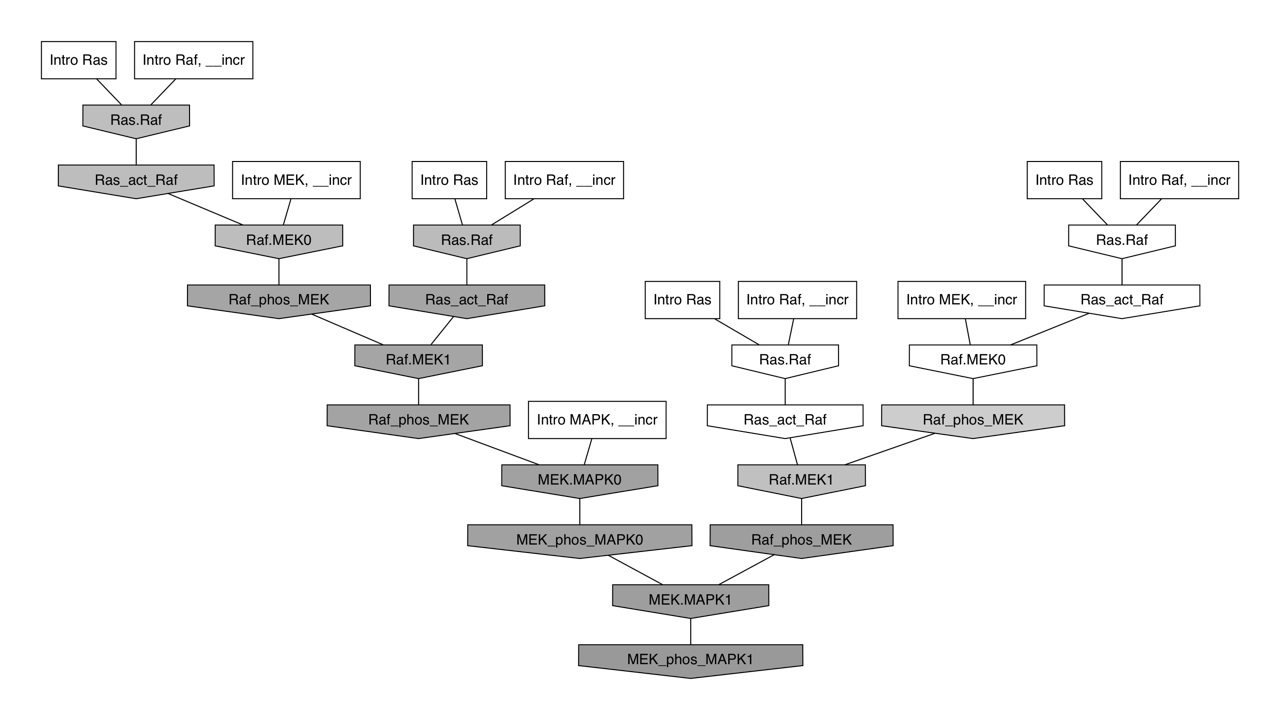 Intro Ras
Intro Raf, __incr
Ras.Raf
Ras_act_Raf
Intro MEK, __incr
Intro Ras
Intro Raf, __incr
Intro Ras
Intro Raf, __incr
Raf.MEK0
Ras.Raf
Ras.Raf
Raf_phos_MEK
Ras_act_Raf
Intro Ras
Intro Raf, __incr
Intro MEK, __incr
Ras_act_Raf
Raf.MEK1
Ras.Raf
Raf.MEK0
Raf_phos_MEK
Intro MAPK, __incr
Ras_act_Raf
Raf_phos_MEK
MEK.MAPK0
Raf.MEK1
MEK_phos_MAPK0
Raf_phos_MEK
MEK.MAPK1
MEK_phos_MAPK1